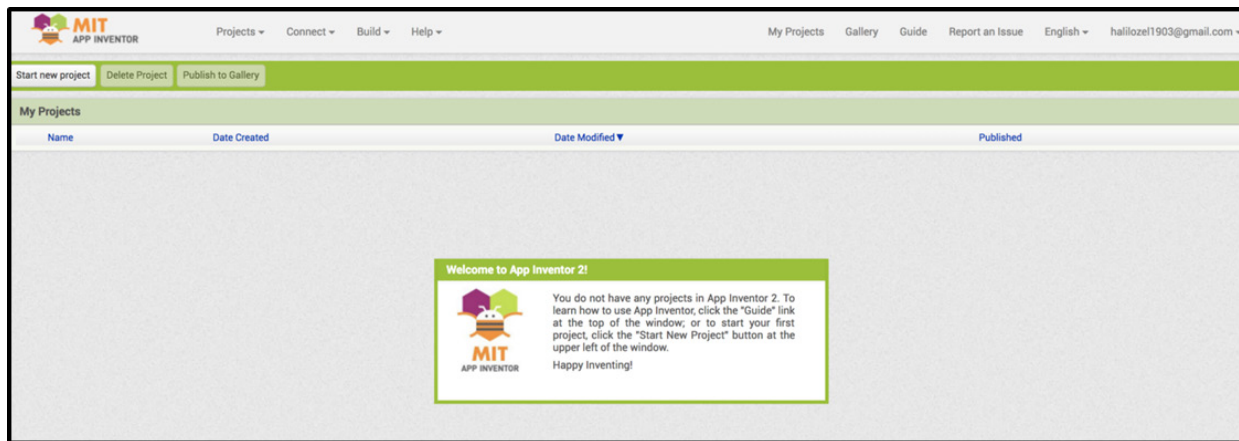 MIT
APP INVENTOR
Projects Connect Build Help My Projects Gallery Guide Report an Issue English halilozel1903@gmail.com
Start new project Delete Project Publish to Gallery
My Projects
Name Date Created Date Modified Published
Welcome to App Inventor 2!
You do not have any projects in App Inventor 2. To
learn how to use App Inventor, click the "Guide" link
at the top of the window; or to start your first
project, click the "Start New Project" button at the
upper left of the window.
Happy Inventing!
MIT
APP INVENTOR